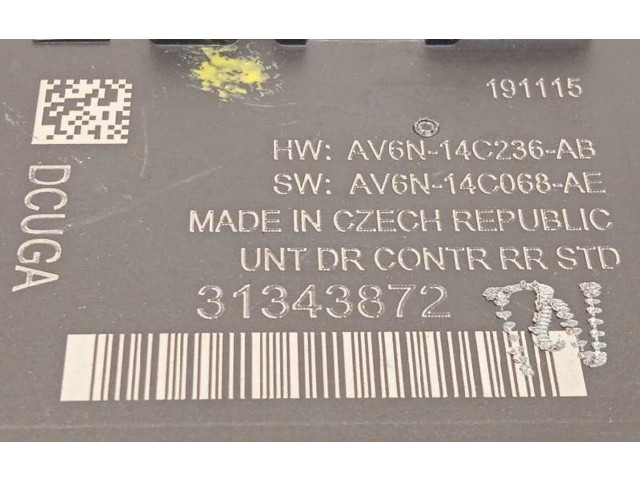 191115
HW: AV6N-14C236-AB
SW: AV6N-14C068-AE
MADE IN CZECH REPUBLIC
UNT DR CONTR RR STD
31343872
DCUGA